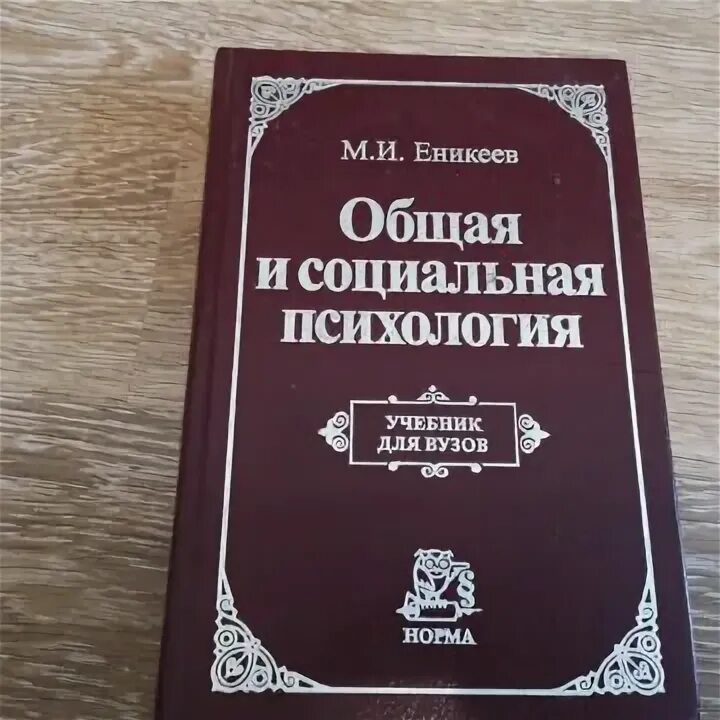 М.И. Еникеев
Общая
и социальная
психология
УЧЕБНИК
ДЛЯ ВУЗОВ
§
НОРМА